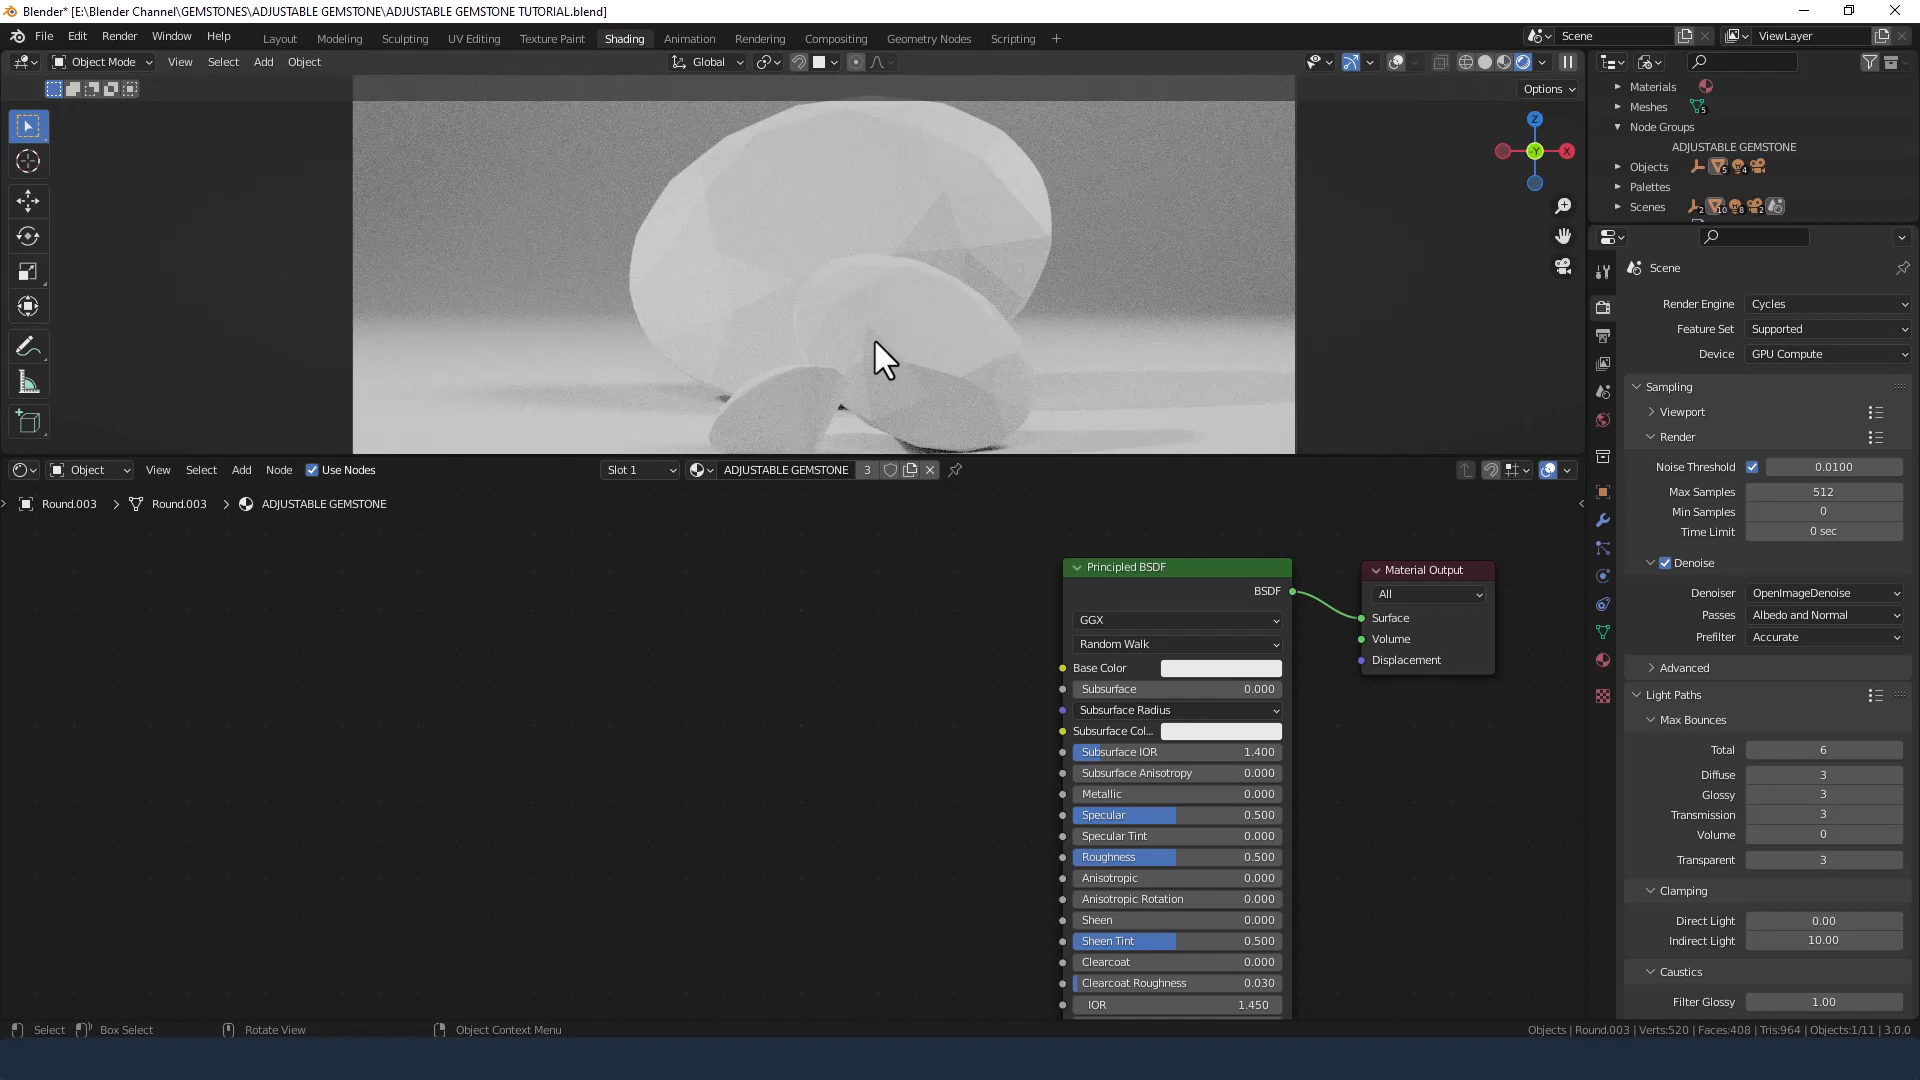 Blender* [E:\Blender Channel\GEMSTONES\ADJUSTABLE GEMSTONE\ADJUSTABLE GEMSTONE TUTORIAL.blend]
File Edit Render Window Help Layout Modeling Sculpting UV Editing Texture Paint Shading Animation Rendering Compositing Geometry Nodes Scripting + Scene ViewLayer
Object Mode View Select Add Object Global
Options
Z
-Y X
Materials
Meshes 5
Node Groups
ADJUSTABLE GEMSTONE
Objects 5 4
Palettes
Scenes 2 10 8 2
Scene
Render Engine Cycles
Feature Set Supported
Device GPU Compute
Sampling
Viewport
Render
Noise Threshold 0.0100
Max Samples 512
Min Samples 0
Time Limit 0 sec
Denoise
Denoiser OpenImageDenoise
Passes Albedo and Normal
Prefilter Accurate
Advanced
Light Paths
Max Bounces
Total 6
Diffuse 3
Glossy 3
Transmission 3
Volume 0
Transparent 3
Clamping
Direct Light 0.00
Indirect Light 10.00
Caustics
Filter Glossy 1.00
Object View Select Add Node Use Nodes Slot 1 ADJUSTABLE GEMSTONE 3
Round.003 > Round.003 > ADJUSTABLE GEMSTONE
Principled BSDF
BSDF
GGX
Random Walk
Base Color
Subsurface 0.000
Subsurface Radius
Subsurface Col...
Subsurface IOR 1.400
Subsurface Anisotropy 0.000
Metallic 0.000
Specular 0.500
Specular Tint 0.000
Roughness 0.500
Anisotropic 0.000
Anisotropic Rotation 0.000
Sheen 0.000
Sheen Tint 0.500
Clearcoat 0.000
Clearcoat Roughness 0.030
IOR 1.450
Material Output
All
Surface
Volume
Displacement
Select Box Select Rotate View Object Context Menu Objects | Round.003 | Verts:520 | Faces:408 | Tris:964 | Objects:1/11 | 3.0.0